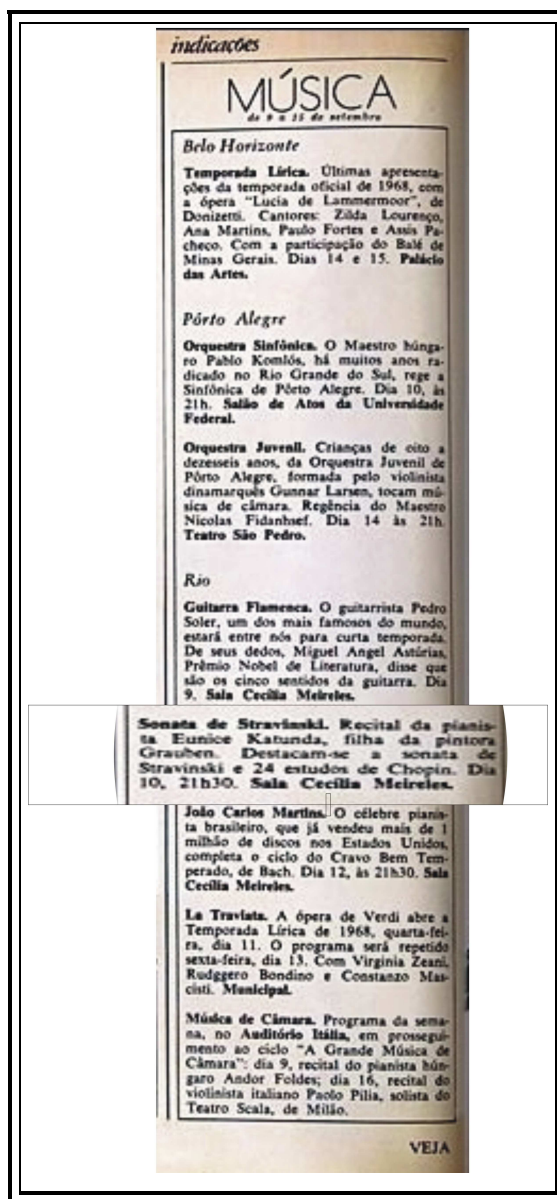 indicações
MÚSICA
de 9 a 15 de setembro
Belo Horizonte
Temporada Lírica. Últimas apresenta-
ções da temporada oficial de 1968, com
a ópera "Lucia de Lammermoor", de
Donizetti. Cantores: Zilda Lourenço,
Ana Martins, Paulo Fortes e Assis Pa-
checo. Com a participação do Balé de
Minas Gerais. Dias 14 e 15. Palácio
das Artes.
Pôrto Alegre
Orquestra Sinfônica. O Maestro húnga-
ro Pablo Komlós, há muitos anos ra-
dicado no Rio Grande do Sul, rege a
Sinfônica de Pôrto Alegre. Dia 10, às
21h. Salão de Atos da Universidade
Federal.
Orquestra Juvenil. Crianças de oito a
dezesseis anos, da Orquestra Juvenil de
Pôrto Alegre, formada pelo violinista
dinamarquês Gunnar Larsen, tocam mú-
sica de câmara. Regência do Maestro
Nicolas Fidanhsef. Dia 14 às 21h.
Teatro São Pedro.
Rio
Guitarra Flamenca. O guitarrista Pedro
Soler, um dos mais famosos do mundo,
estará entre nós para curta temporada.
De seus dedos, Miguel Angel Astúrias,
Prêmio Nobel de Literatura, disse que
são os cinco sentidos da guitarra. Dia
9. Sala Cecília Meireles.
Sonata de Stravinski. Recital da pianis-
ta Eunice Katunda, filha da pintora
Grauben. Destacam-se a sonata de
Stravinski e 24 estudos de Chopin. Dia
10, 21h30. Sala Cecília Meireles.
João Carlos Martins. O célebre pianis-
ta brasileiro, que já vendeu mais de 1
milhão de discos nos Estados Unidos,
completa o ciclo do Cravo Bem Tem-
perado, de Bach. Dia 12, às 21h30. Sala
Cecília Meireles.
La Traviata. A ópera de Verdi abre a
Temporada Lírica de 1968, quarta-fei-
ra, dia 11. O programa será repetido
sexta-feira, dia 13. Com Virginia Zeani,
Rudggero Bondino e Constanzo Mas-
cisti. Municipal.
Música de Câmara. Programa da sema-
na, no Auditório Itália, em prossegui-
mento ao ciclo "A Grande Música de
Câmara": dia 9, recital do pianista hún-
garo Andor Foldes; dia 16, recital do
violinista italiano Paolo Pilia, solista do
Teatro Scala, de Milão.
VEJA